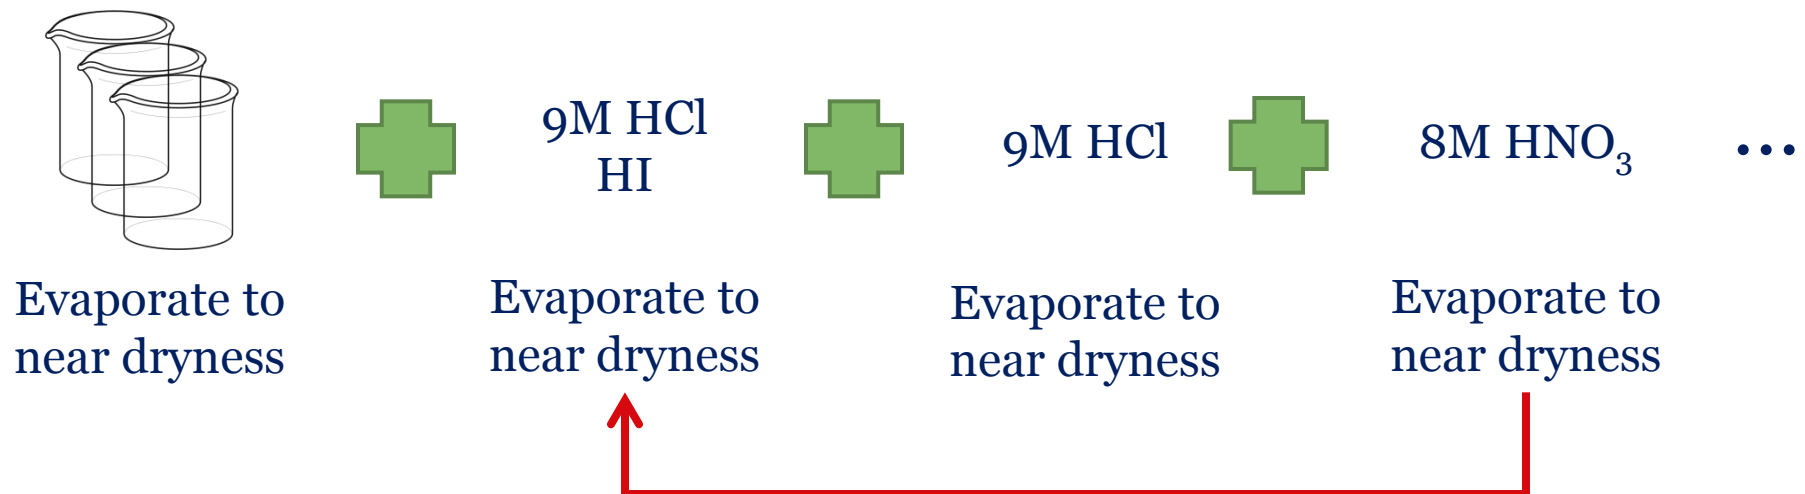 9M HCl
HI
9M HCl
8M HNO₃
...
Evaporate to
near dryness
Evaporate to
near dryness
Evaporate to
near dryness
Evaporate to
near dryness